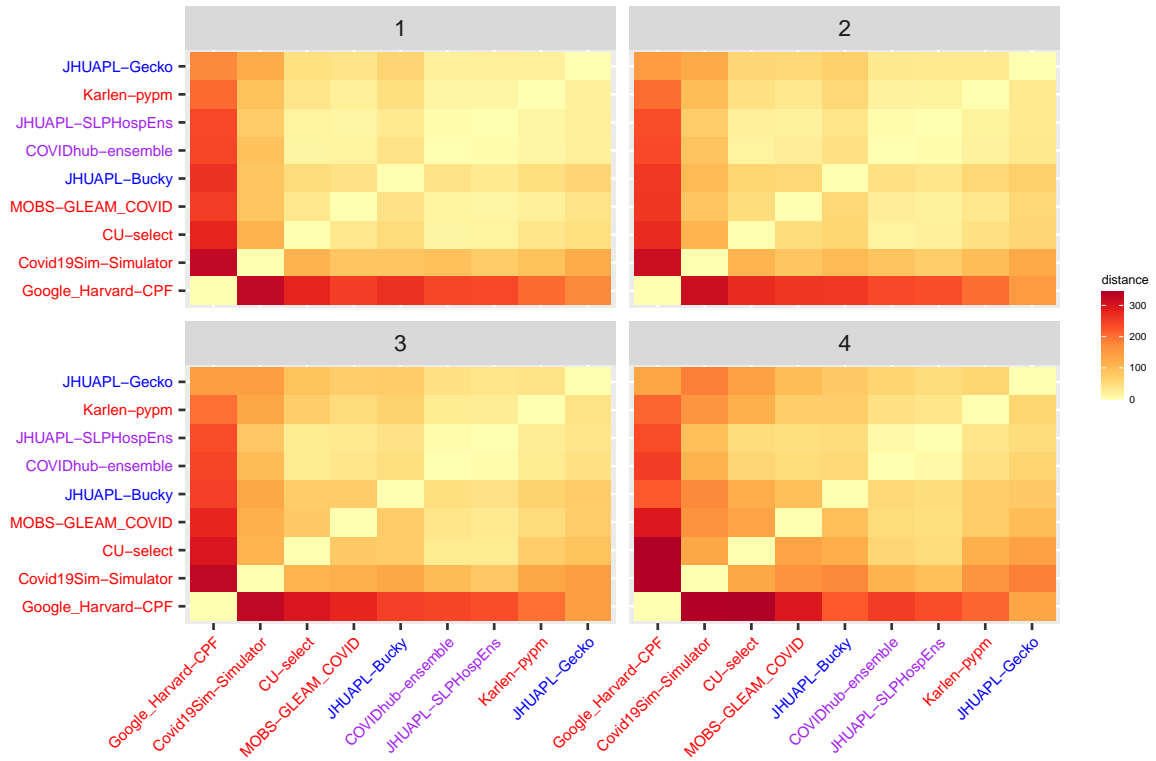 1
2
JHUAPL−Gecko
Karlen−pypm
JHUAPL−SLPHospEns
COVIDhub−ensemble
JHUAPL−Bucky
MOBS−GLEAM_COVID
CU−select
Covid19Sim−Simulator
Google_Harvard−CPF
distance
300
200
100
0
3
4
JHUAPL−Gecko
Karlen−pypm
JHUAPL−SLPHospEns
COVIDhub−ensemble
JHUAPL−Bucky
MOBS−GLEAM_COVID
CU−select
Covid19Sim−Simulator
Google_Harvard−CPF
Google_Harvard−CPF
Covid19Sim−Simulator
CU−select
MOBS−GLEAM_COVID
JHUAPL−Bucky
COVIDhub−ensemble
JHUAPL−SLPHospEns
Karlen−pypm
JHUAPL−Gecko
Google_Harvard−CPF
Covid19Sim−Simulator
CU−select
MOBS−GLEAM_COVID
JHUAPL−Bucky
COVIDhub−ensemble
JHUAPL−SLPHospEns
Karlen−pypm
JHUAPL−Gecko